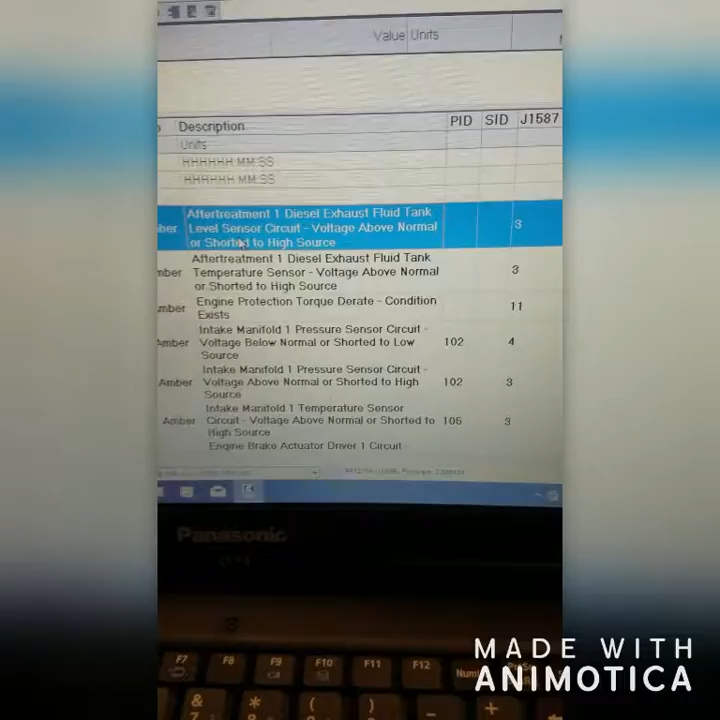 Value Units
Description PID SID J1587
Units
HHHHHH MM:SS
HHHHHH MM:SS
Aftertreatment 1 Diesel Exhaust Fluid Tank
ber Level Sensor Circuit - Voltage Above Normal 3
or Shorted to High Source
Aftertreatment 1 Diesel Exhaust Fluid Tank
mber Temperature Sensor - Voltage Above Normal 3
or Shorted to High Source
mber Engine Protection Torque Derate - Condition 11
Exists
Intake Manifold 1 Pressure Sensor Circuit -
Amber Voltage Below Normal or Shorted to Low 102 4
Source
Intake Manifold 1 Pressure Sensor Circuit -
Amber Voltage Above Normal or Shorted to High 102 3
Source
Intake Manifold 1 Temperature Sensor
Amber Circuit - Voltage Above Normal or Shorted to 105 3
High Source
Engine Brake Actuator Driver 1 Circuit -
Panasonic
F7 F8 F9 F10 F11 F12 Num
& * ( ) _ +
7
MADE WITH
ANIMOTICA